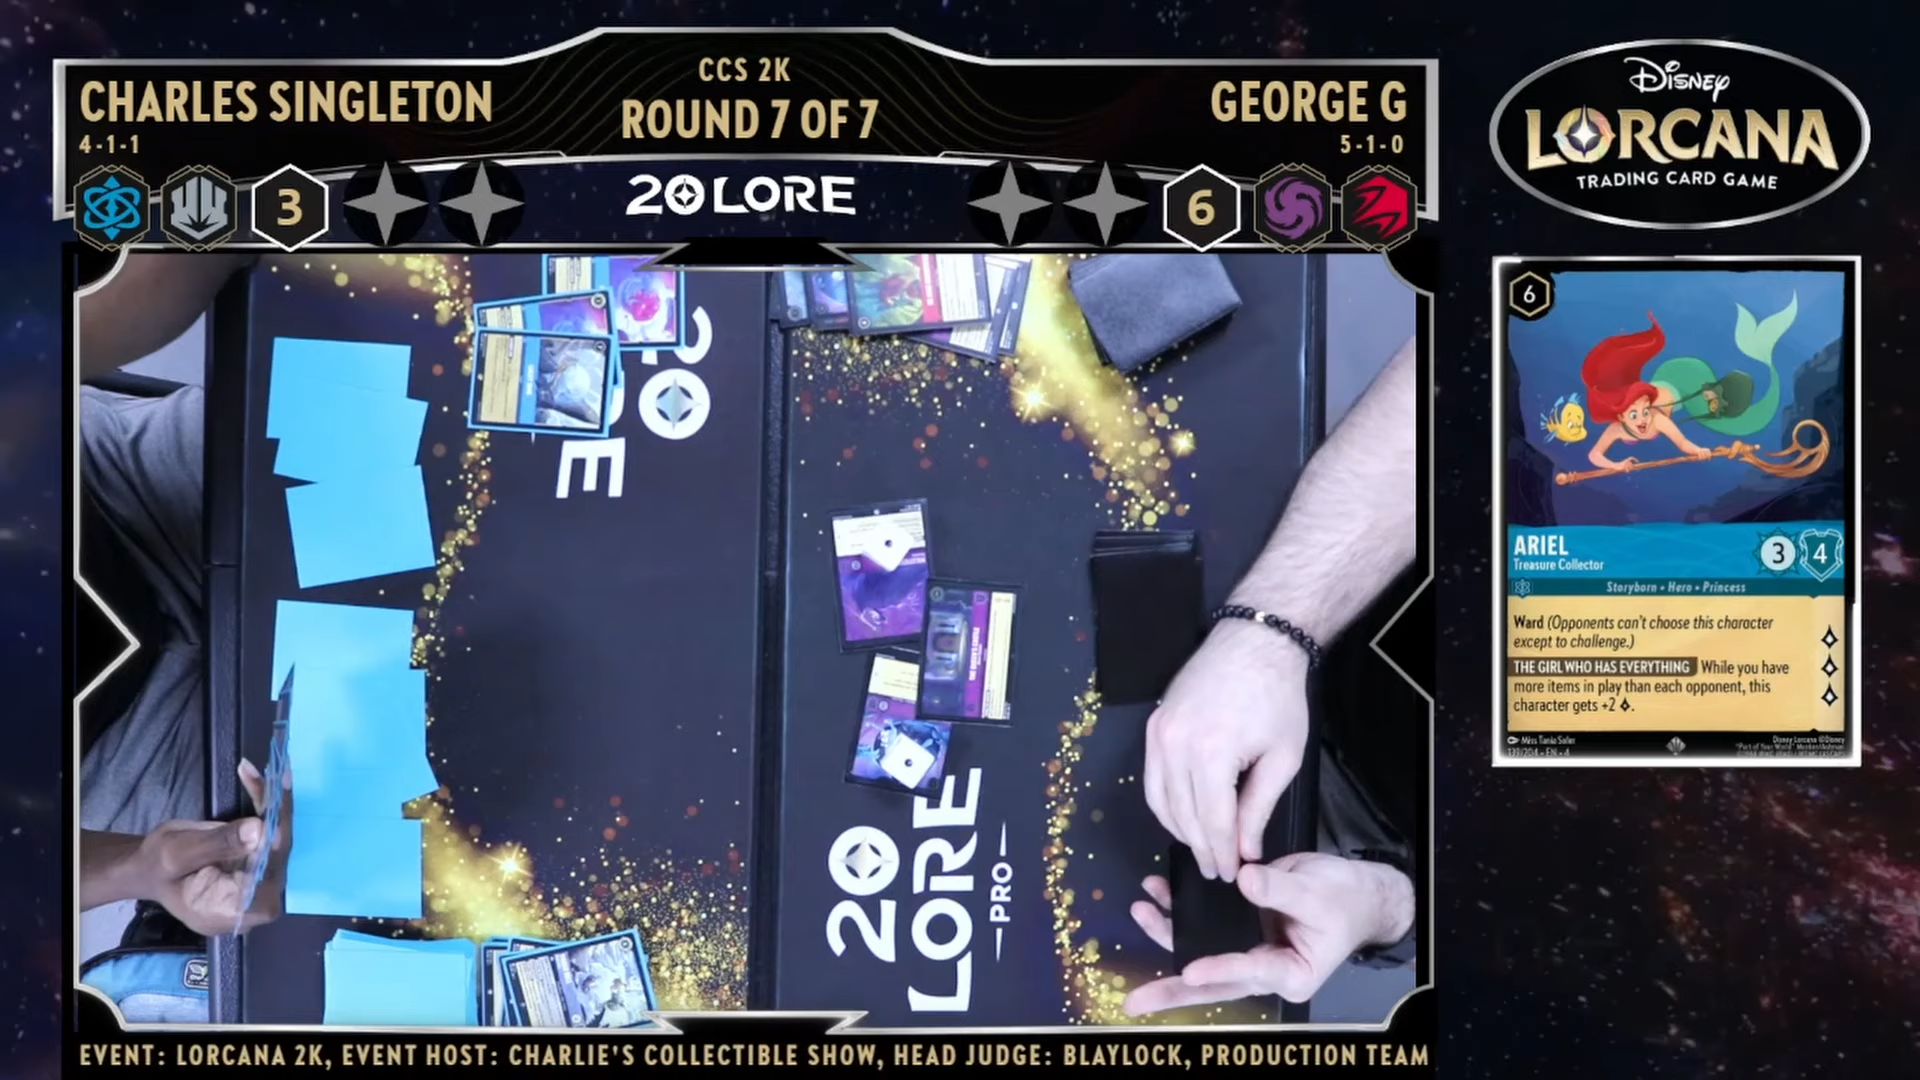 CHARLES SINGLETON
4-1-1
3
CCS 2K
ROUND 7 OF 7
20 LORE
GEORGE G
5-1-0
6
Disney
LORCANA
TRADING CARD GAME
6
ARIEL
Treasure Collector
3
4
Storyborn • Hero • Princess
Ward (Opponents can't choose this character
except to challenge.)
THE GIRL WHO HAS EVERYTHING While you have
more items in play than each opponent, this
character gets +2
Miss Tania Soler
20
E
20
LORE
PRO
EVENT: LORCANA 2K, EVENT HOST: CHARLIE'S COLLECTIBLE SHOW, HEAD JUDGE: BLAYLOCK, PRODUCTION TEAM